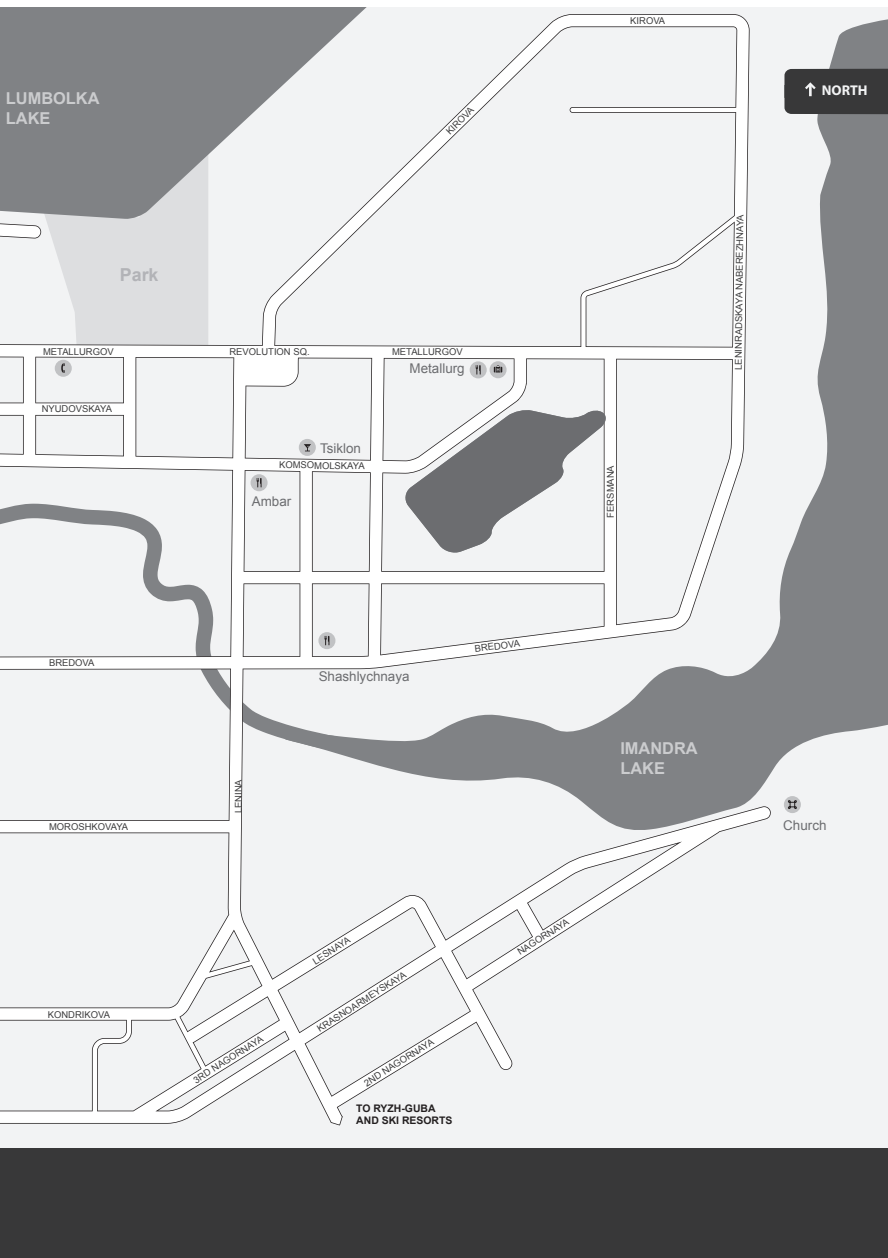 KIROVA
↑ NORTH
LUMBOLKA
LAKE
KIROVA
LENINRADSKAYA NABEREZHNAYA
Park
METALLURGOV
REVOLUTION SQ.
METALLURGOV
Metallurg
NYUDOVSKAYA
Tsiklon
KOMSOMOLSKAYA
Ambar
FERSMANA
BREDOVA
BREDOVA
Shashlychnaya
IMANDRA
LAKE
LENINA
MOROSHKOVAYA
Church
LESNAYA
NAGORNAYA
KRASNOARMEYSKAYA
KONDRIKOVA
3RD NAGORNAYA
2ND NAGORNAYA
TO RYZH-GUBA
AND SKI RESORTS